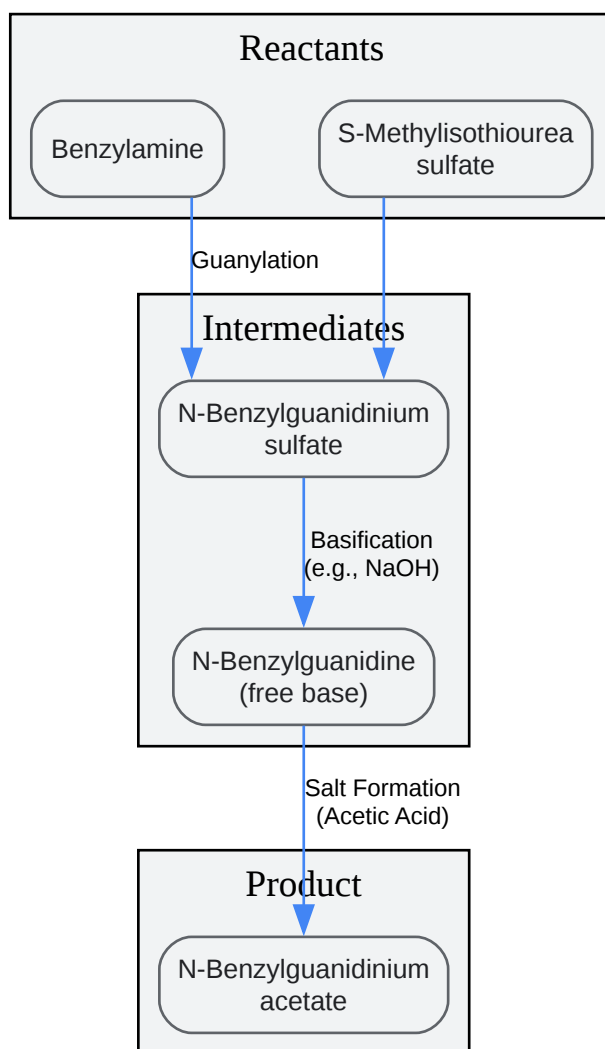 Reactants
Benzylamine
S-Methylisothiourea
sulfate
Guanylation
Intermediates
N-Benzylguanidinium
sulfate
Basification
(e.g., NaOH)
N-Benzylguanidine
(free base)
Salt Formation
(Acetic Acid)
Product
N-Benzylguanidinium
acetate